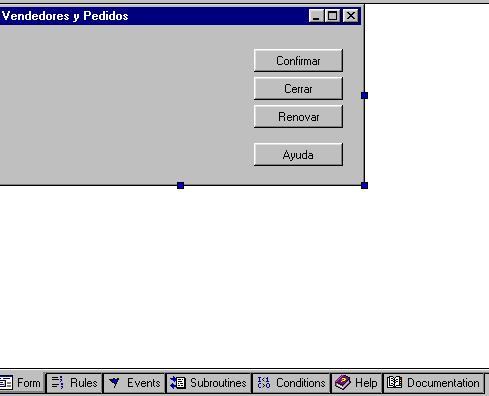 Vendedores y Pedidos
Confirmar
Cerrar
Renovar
Ayuda
Form Rules Events Subroutines Conditions Help Documentation